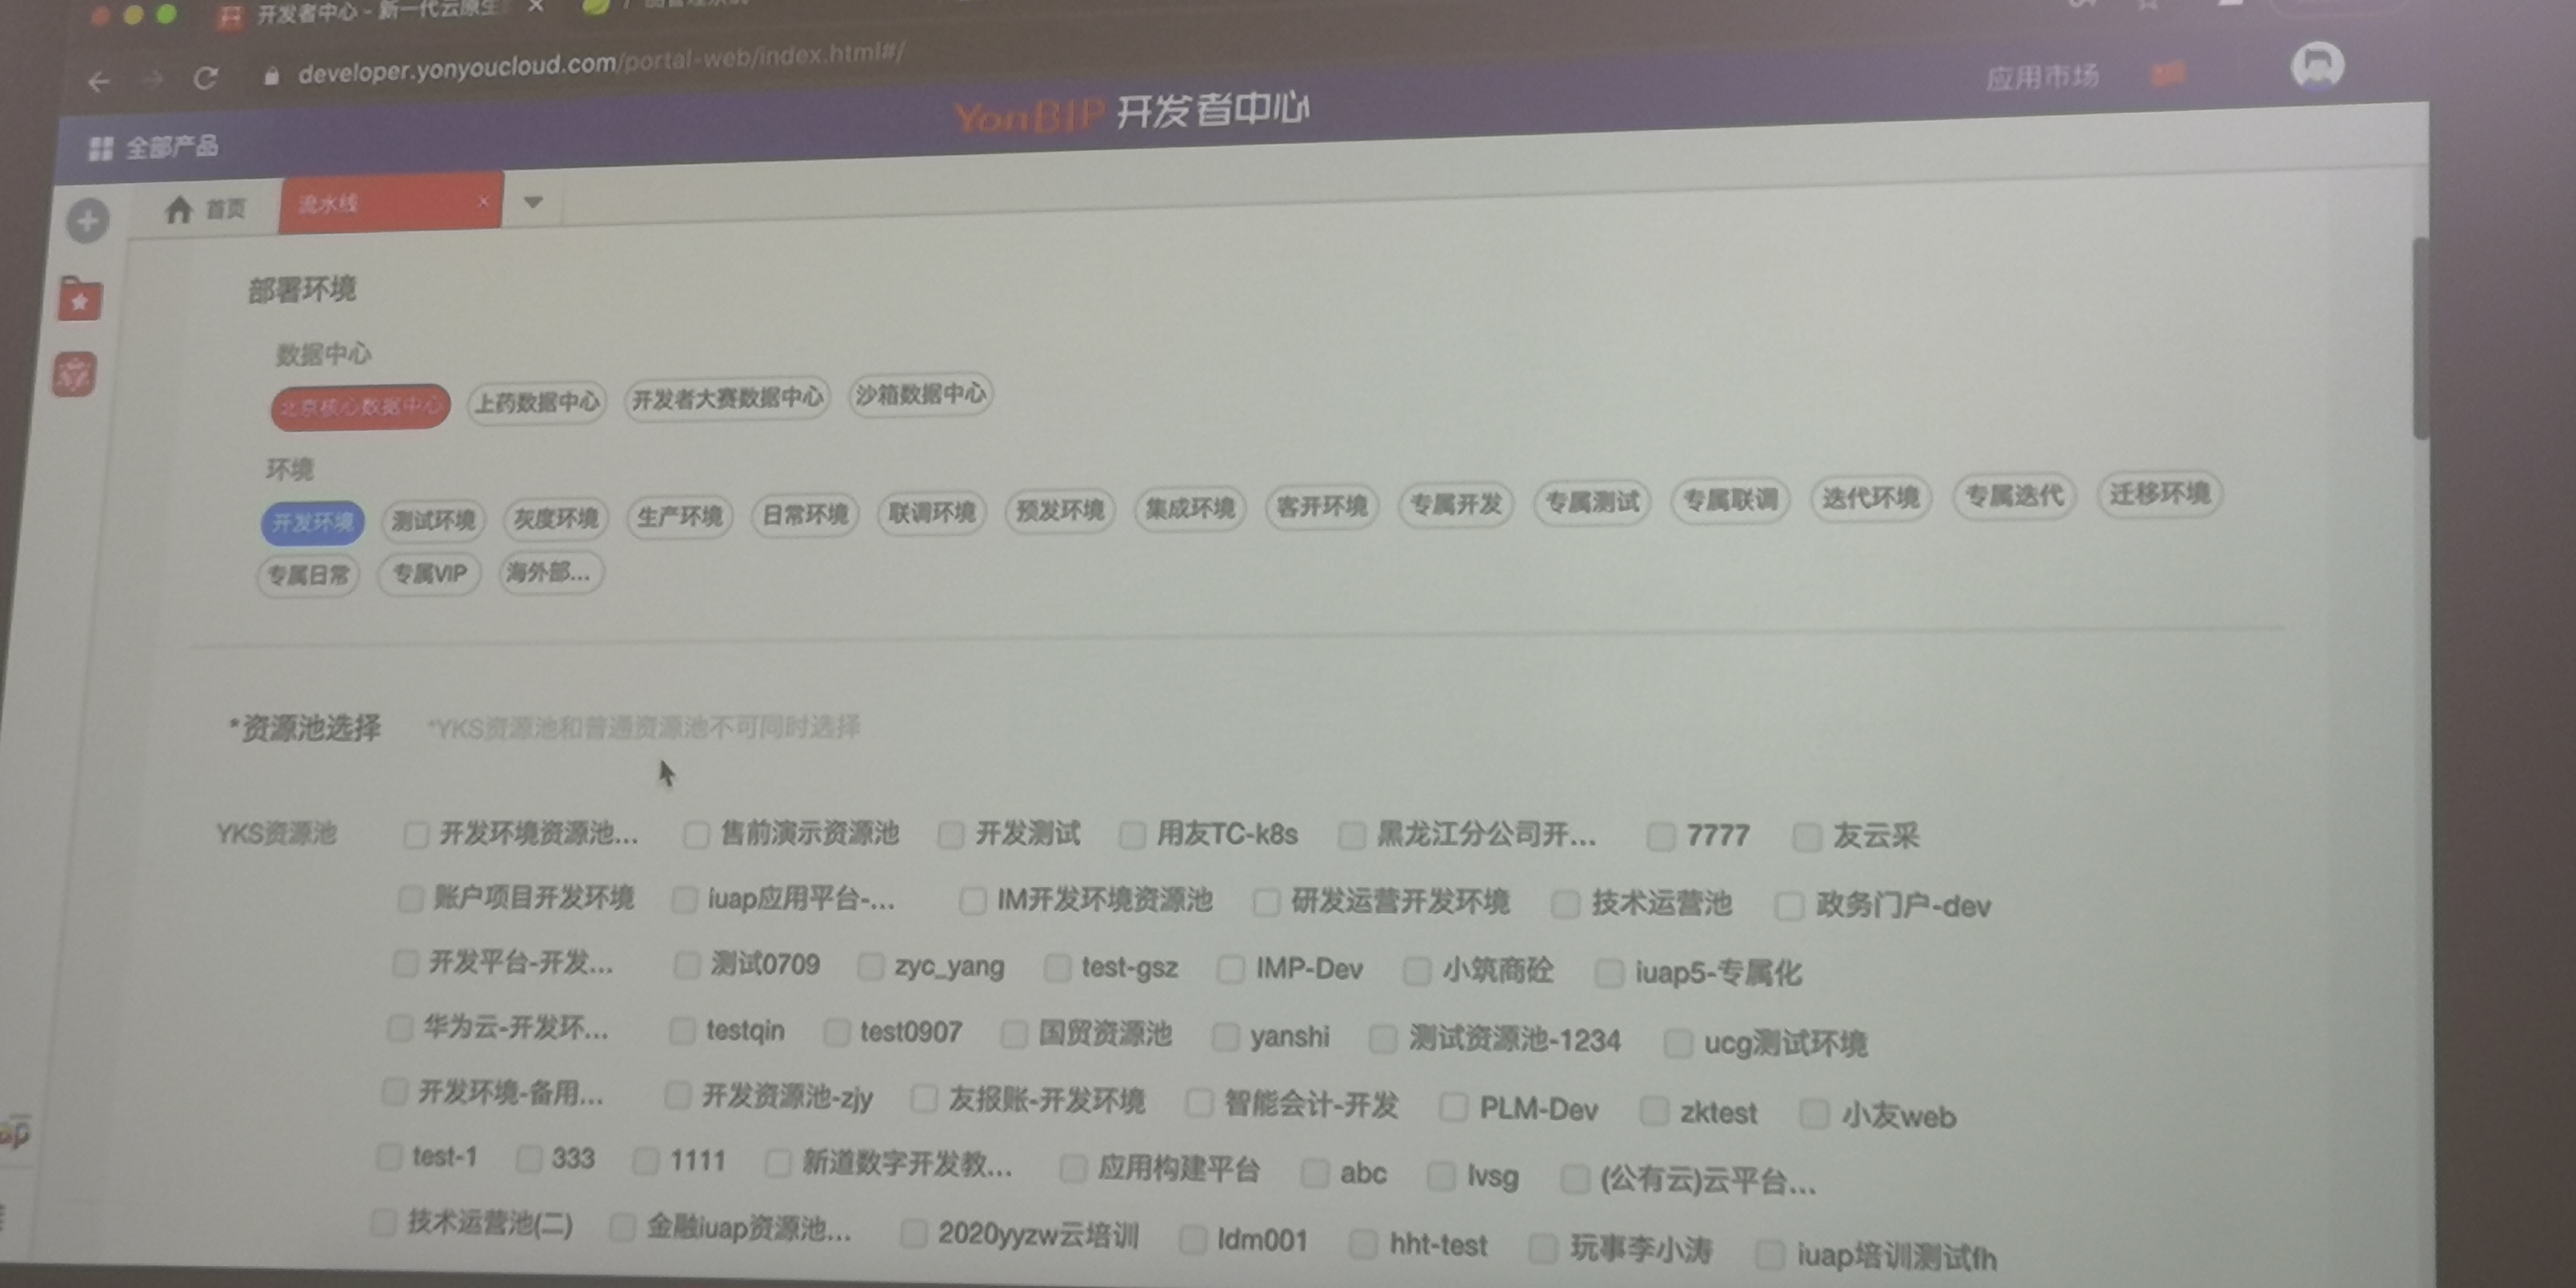 开发者中心 - 新一代云原生
developer.yonyoucloud.com/portal-web/index.html#/
全部产品
YonBIP 开发者中心
应用市场
首页
流水线
部署环境
数据中心
北京核心数据中心 上药数据中心 开发者大赛数据中心 沙箱数据中心
环境
开发环境 测试环境 灰度环境 生产环境 日常环境 联调环境 预发环境 集成环境 客开环境 专属开发 专属测试 专属联调 迭代环境 专属迭代 迁移环境
专属日常 专属VIP 海外部...
*资源池选择 *YKS资源池和普通资源池不可同时选择
YKS资源池 开发环境资源池... 售前演示资源池 开发测试 用友TC-k8s 黑龙江分公司开... 7777 友云采
账户项目开发环境 iuap应用平台-... IM开发环境资源池 研发运营开发环境 技术运营池 政务门户-dev
开发平台-开发... 测试0709 zyc_yang test-gsz IMP-Dev 小筑商砼 iuap5-专属化
华为云-开发环... testqin test0907 国贸资源池 yanshi 测试资源池-1234 ucg测试环境
开发环境-备用... 开发资源池-zjy 友报账-开发环境 智能会计-开发 PLM-Dev zktest 小友web
test-1 333 1111 新道数字开发教... 应用构建平台 abc lvsg (公有云)云平台...
技术运营池(二) 金融iuap资源池... 2020yyzw云培训 ldm001 hht-test 玩事李小涛 iuap培训测试fh